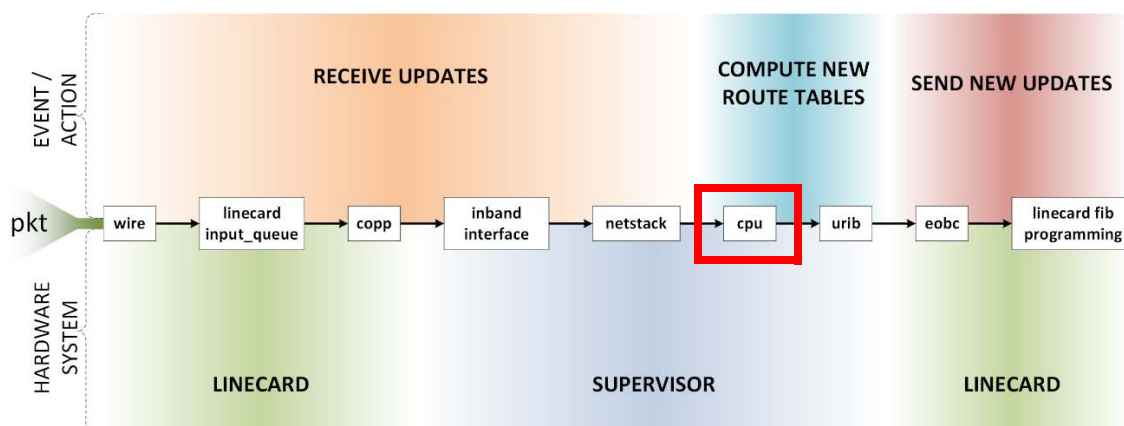 EVENT /
ACTION
RECEIVE UPDATES
COMPUTE NEW
ROUTE TABLES
SEND NEW UPDATES
pkt
wire
linecard
input_queue
copp
inband
interface
netstack
cpu
urib
eobc
linecard fib
programming
HARDWARE
SYSTEM
LINECARD
SUPERVISOR
LINECARD